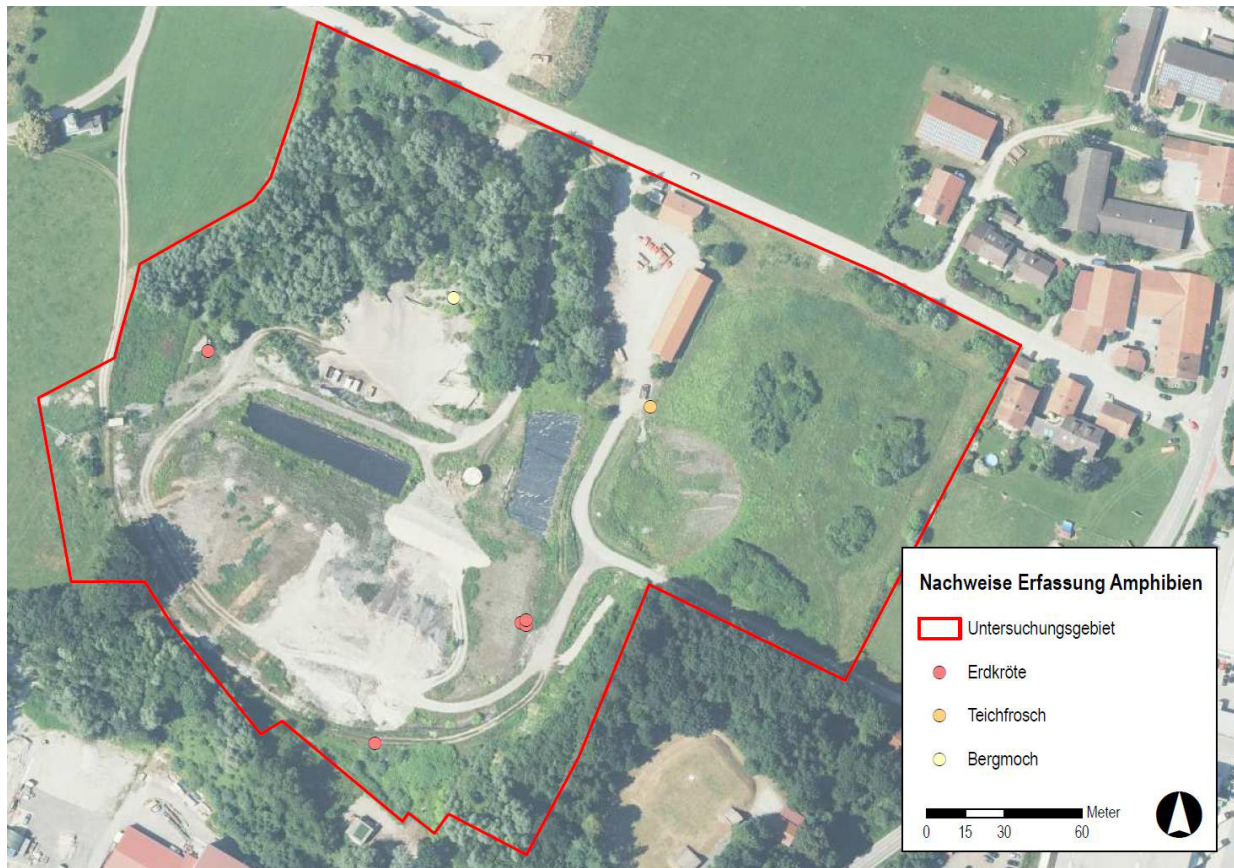 Nachweise Erfassung Amphibien
Untersuchungsgebiet
Erdkröte
Teichfrosch
Bergmoch
Meter
0 15 30 60